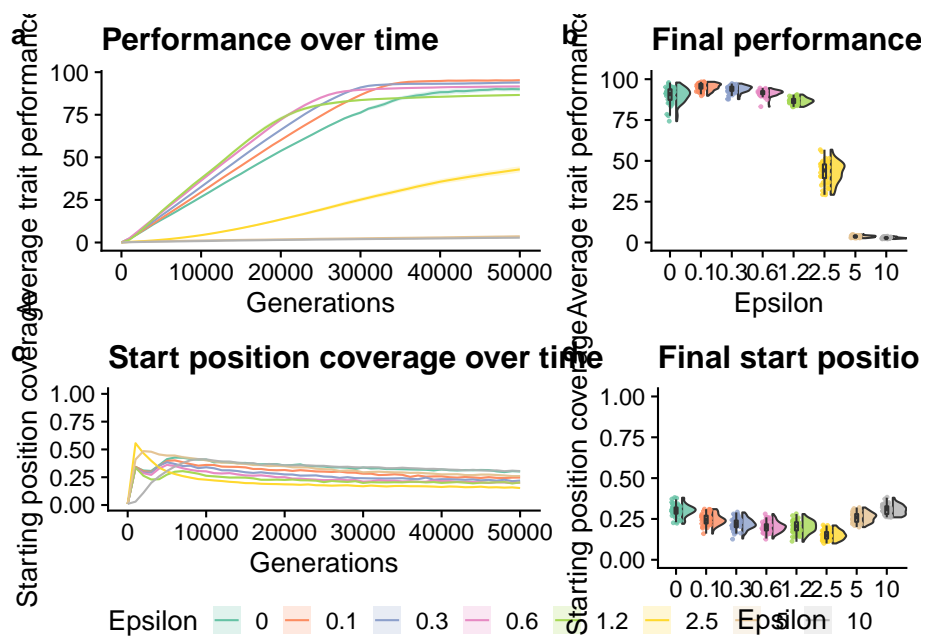 a
Performance over time
Average trait performance
100
75
50
25
0
0 10000 20000 30000 40000 50000
Generations
b
Final performance
Average trait performance
100
75
50
25
0
0 0.1 0.3 0.6 1.2 2.5 5 10
Epsilon
c
Start position coverage over time
Starting position coverage
1.00
0.75
0.50
0.25
0.00
0 10000 20000 30000 40000 50000
Generations
d
Final start positio
Starting position coverage
1.00
0.75
0.50
0.25
0.00
0 0.1 0.3 0.6 1.2 2.5 5 10
Epsilon
Epsilon 0 0.1 0.3 0.6 1.2 2.5 5 10